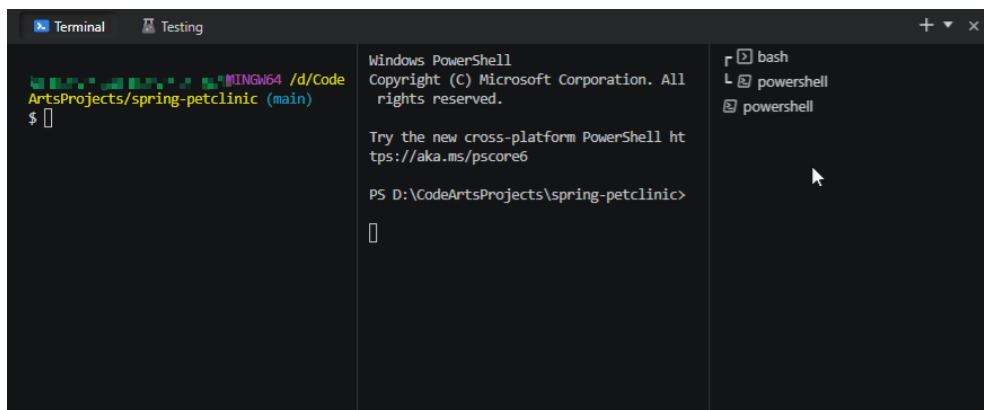 Terminal
Testing
MINGW64 /d/Code
ArtsProjects/spring-petclinic (main)
$
Windows PowerShell
Copyright (C) Microsoft Corporation. All
rights reserved.
Try the new cross-platform PowerShell ht
tps://aka.ms/pscore6
PS D:\CodeArtsProjects\spring-petclinic>
bash
powershell
powershell